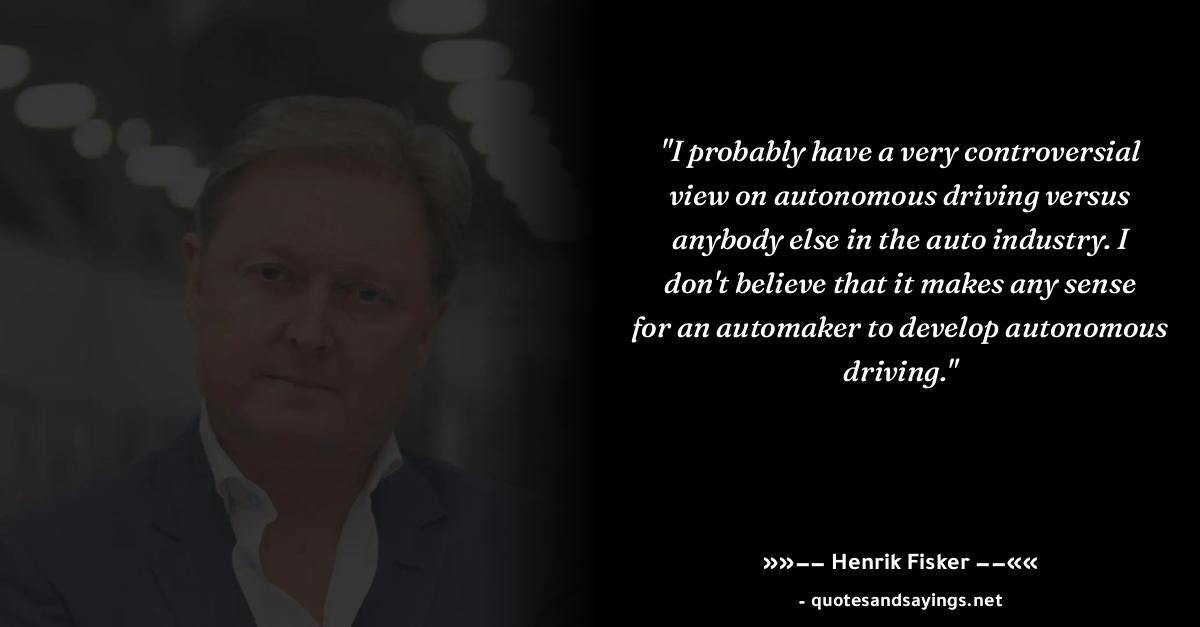 "I probably have a very controversial
view on autonomous driving versus
anybody else in the auto industry. I
don't believe that it makes any sense
for an automaker to develop autonomous
driving."
»»−− Henrik Fisker −−««
- quotesandsayings.net